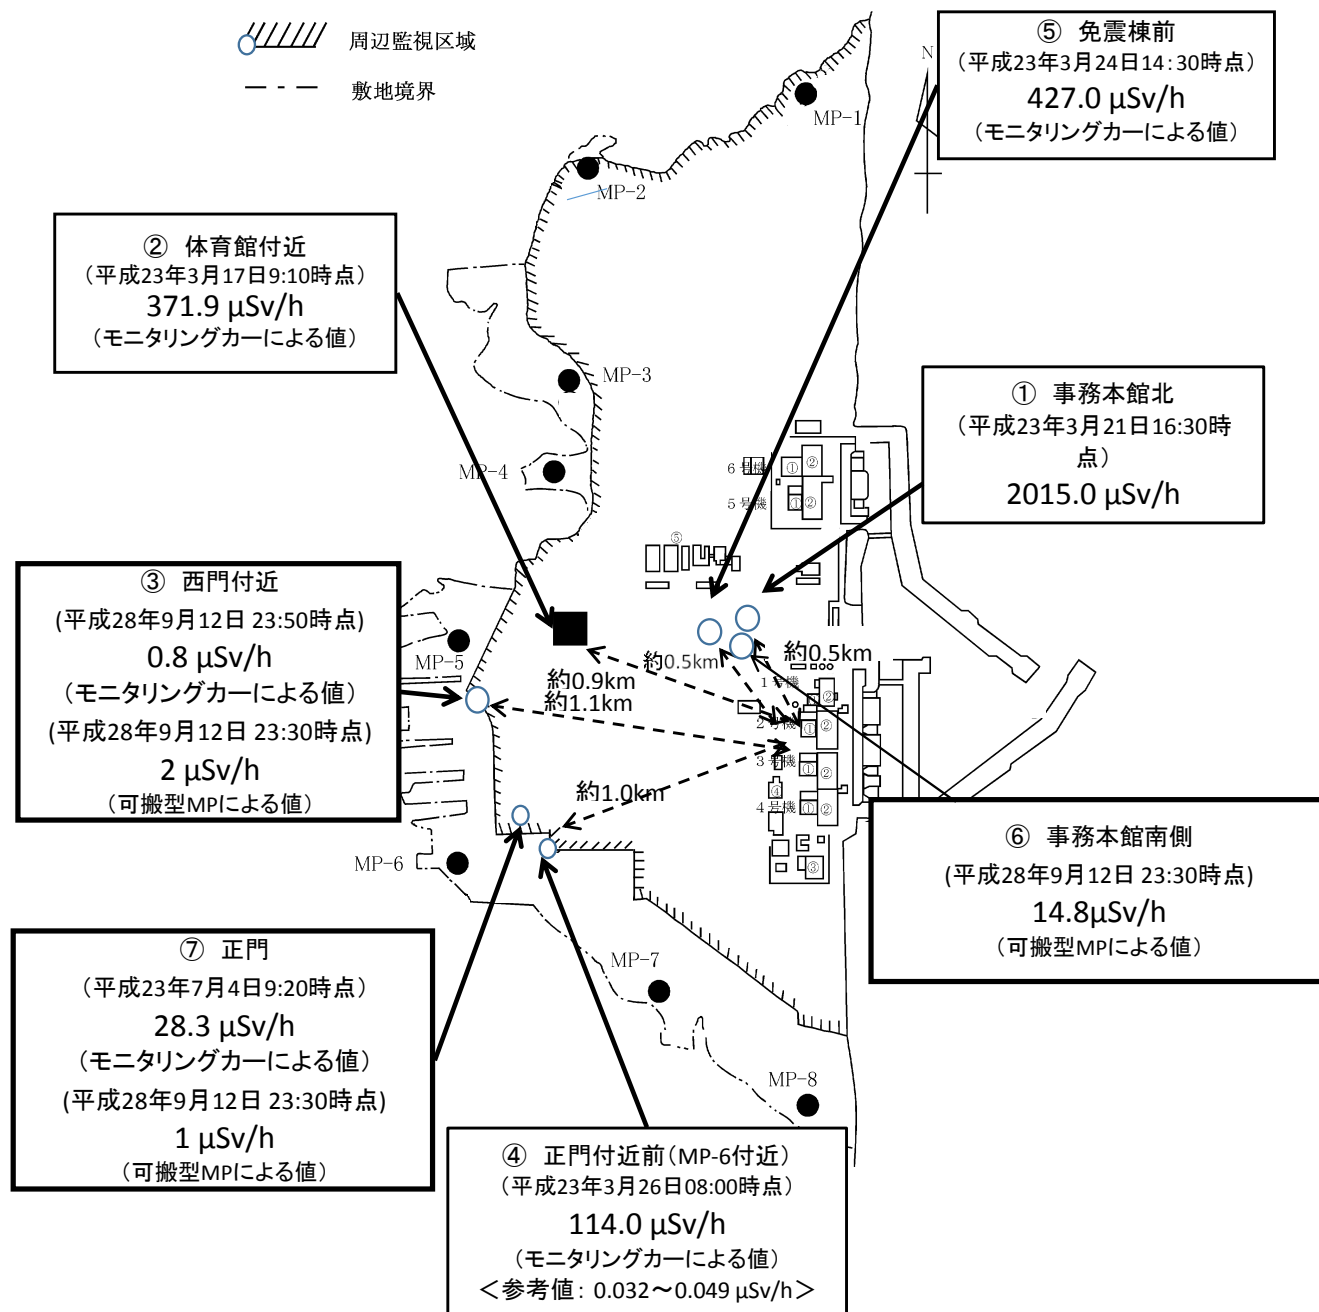 周辺監視区域
敷地境界
⑤ 免震棟前
(平成23年3月24日14:30時点)
427.0 μSv/h
(モニタリングカーによる値)
N
MP-1
MP-2
② 体育館付近
(平成23年3月17日9:10時点)
371.9 μSv/h
(モニタリングカーによる値)
MP-3
① 事務本館北
(平成23年3月21日16:30時
点)
2015.0 μSv/h
MP-4
6号機
① ②
5号機
① ②
⑤
③ 西門付近
(平成28年9月12日 23:50時点)
0.8 μSv/h
(モニタリングカーによる値)
(平成28年9月12日 23:30時点)
2 μSv/h
(可搬型MPによる値)
MP-5
約0.5km
約0.5km
約0.9km
約1.1km
1号機
②
2号機
① ②
3号機
① ②
④
4号機
① ②
③
約1.0km
MP-6
⑥ 事務本館南側
(平成28年9月12日 23:30時点)
14.8μSv/h
(可搬型MPによる値)
⑦ 正門
(平成23年7月4日9:20時点)
28.3 μSv/h
(モニタリングカーによる値)
(平成28年9月12日 23:30時点)
1 μSv/h
(可搬型MPによる値)
MP-7
MP-8
④ 正門付近前(MP-6付近)
(平成23年3月26日08:00時点)
114.0 μSv/h
(モニタリングカーによる値)
<参考値: 0.032～0.049 μSv/h>